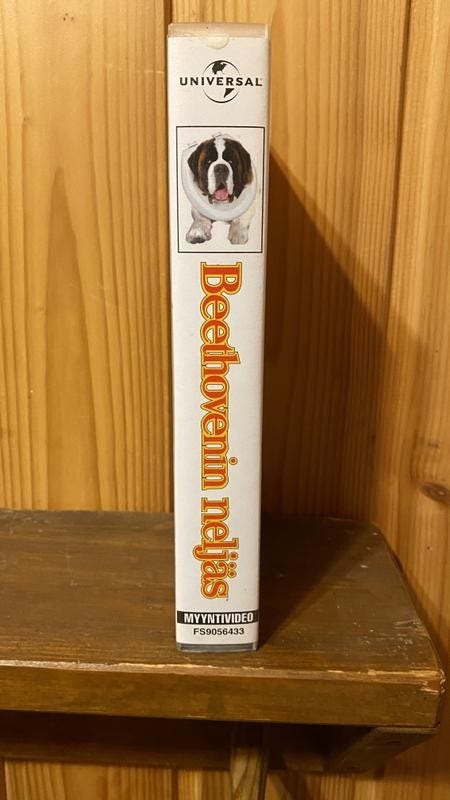 UNIVERSAL
Beethovenin neljäs
MYYNTIVIDEO
FS9056433